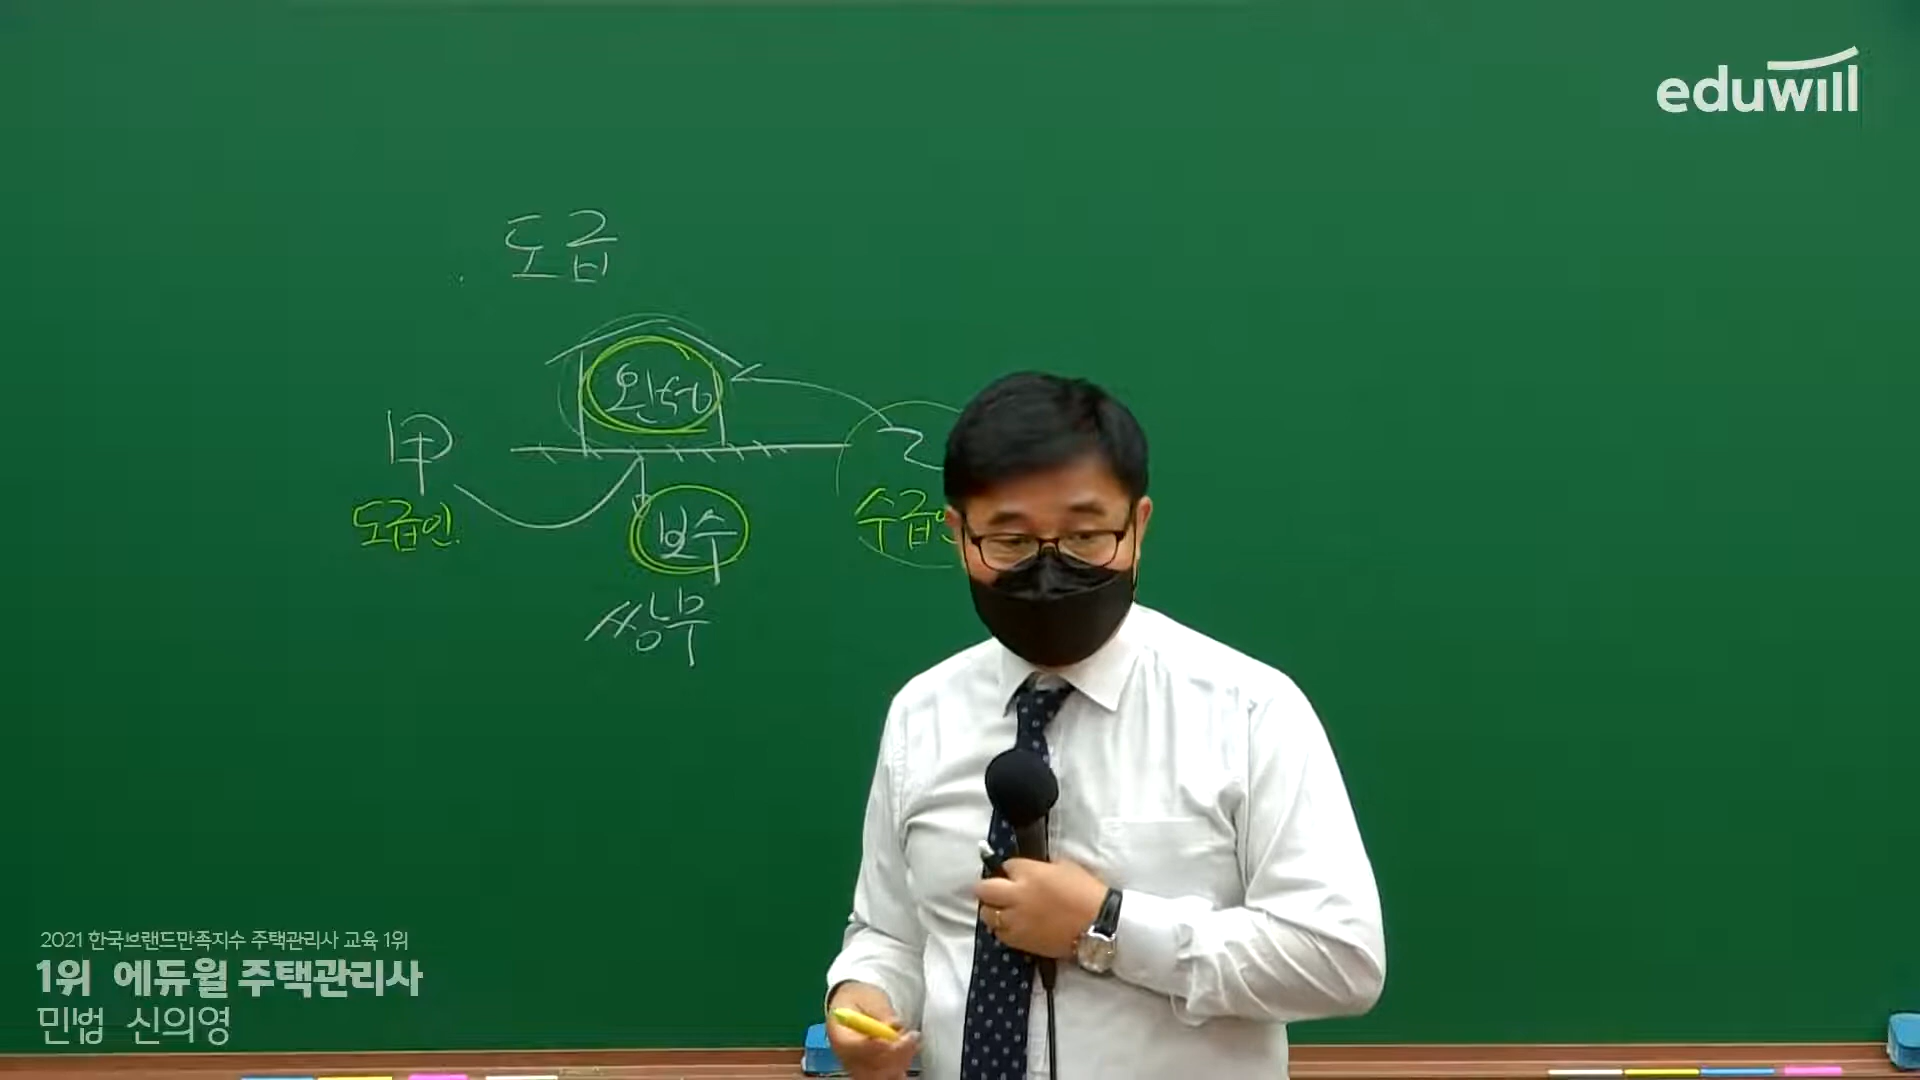 eduwill
도급
완성
甲
乙
도급인.
보수
수급인
쌍무
2021 한국브랜드만족지수 주택관리사 교육 1위
1위 에듀윌 주택관리사
민법 신의영